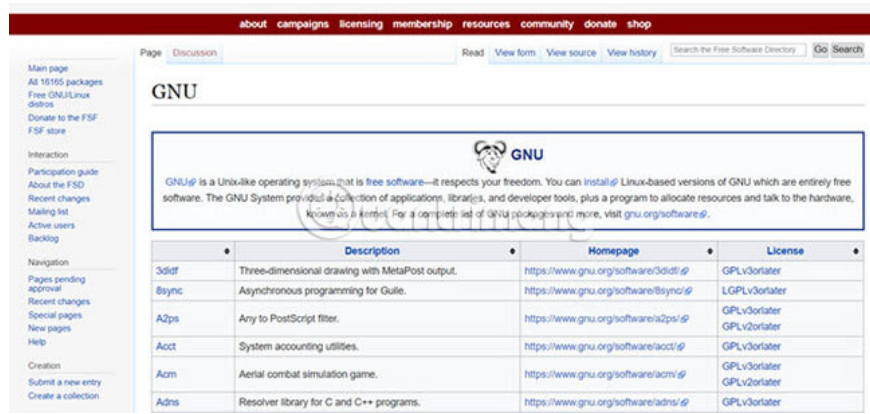 about campaigns licensing membership resources community donate shop
Page Discussion Read View form View source View history Search the Free Software Directory Go Search
Main page
All 16165 packages
Free GNU/Linux
distros
Donate to the FSF
FSF store
Interaction
Participation guide
About the FSD
Recent changes
Mailing list
Active users
Backlog
Navigation
Pages pending
approval
Recent changes
Special pages
New pages
Help
Creation
Submit a new entry
Create a collection
GNU
GNU
GNU is a Unix-like operating system that is free software—it respects your freedom. You can install Linux-based versions of GNU which are entirely free
software. The GNU System provides a collection of applications, libraries, and developer tools, plus a program to allocate resources and talk to the hardware,
known as a kernel. For a complete list of GNU packages and more, visit gnu.org/software.
Description Homepage License
3dldf Three-dimensional drawing with MetaPost output. https://www.gnu.org/software/3dldf/ GPLv3orlater
8sync Asynchronous programming for Guile. https://www.gnu.org/software/8sync/ LGPLv3orlater
A2ps Any to PostScript filter. https://www.gnu.org/software/a2ps/ GPLv3orlater
GPLv2orlater
Acct System accounting utilities. https://www.gnu.org/software/acct/ GPLv3orlater
Acm Aerial combat simulation game. https://www.gnu.org/software/acm/ GPLv3orlater
GPLv2orlater
Adns Resolver library for C and C++ programs. https://www.gnu.org/software/adns/ GPLv3orlater